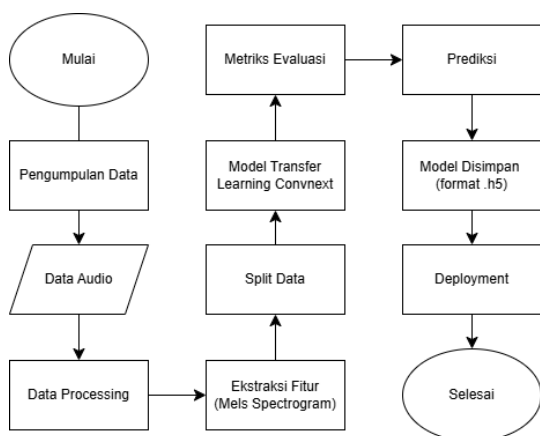 Mulai
Pengumpulan Data
Data Audio
Data Processing
Ekstraksi Fitur
(Mels Spectrogram)
Split Data
Model Transfer
Learning Convnext
Metriks Evaluasi
Prediksi
Model Disimpan
(format .h5)
Deployment
Selesai